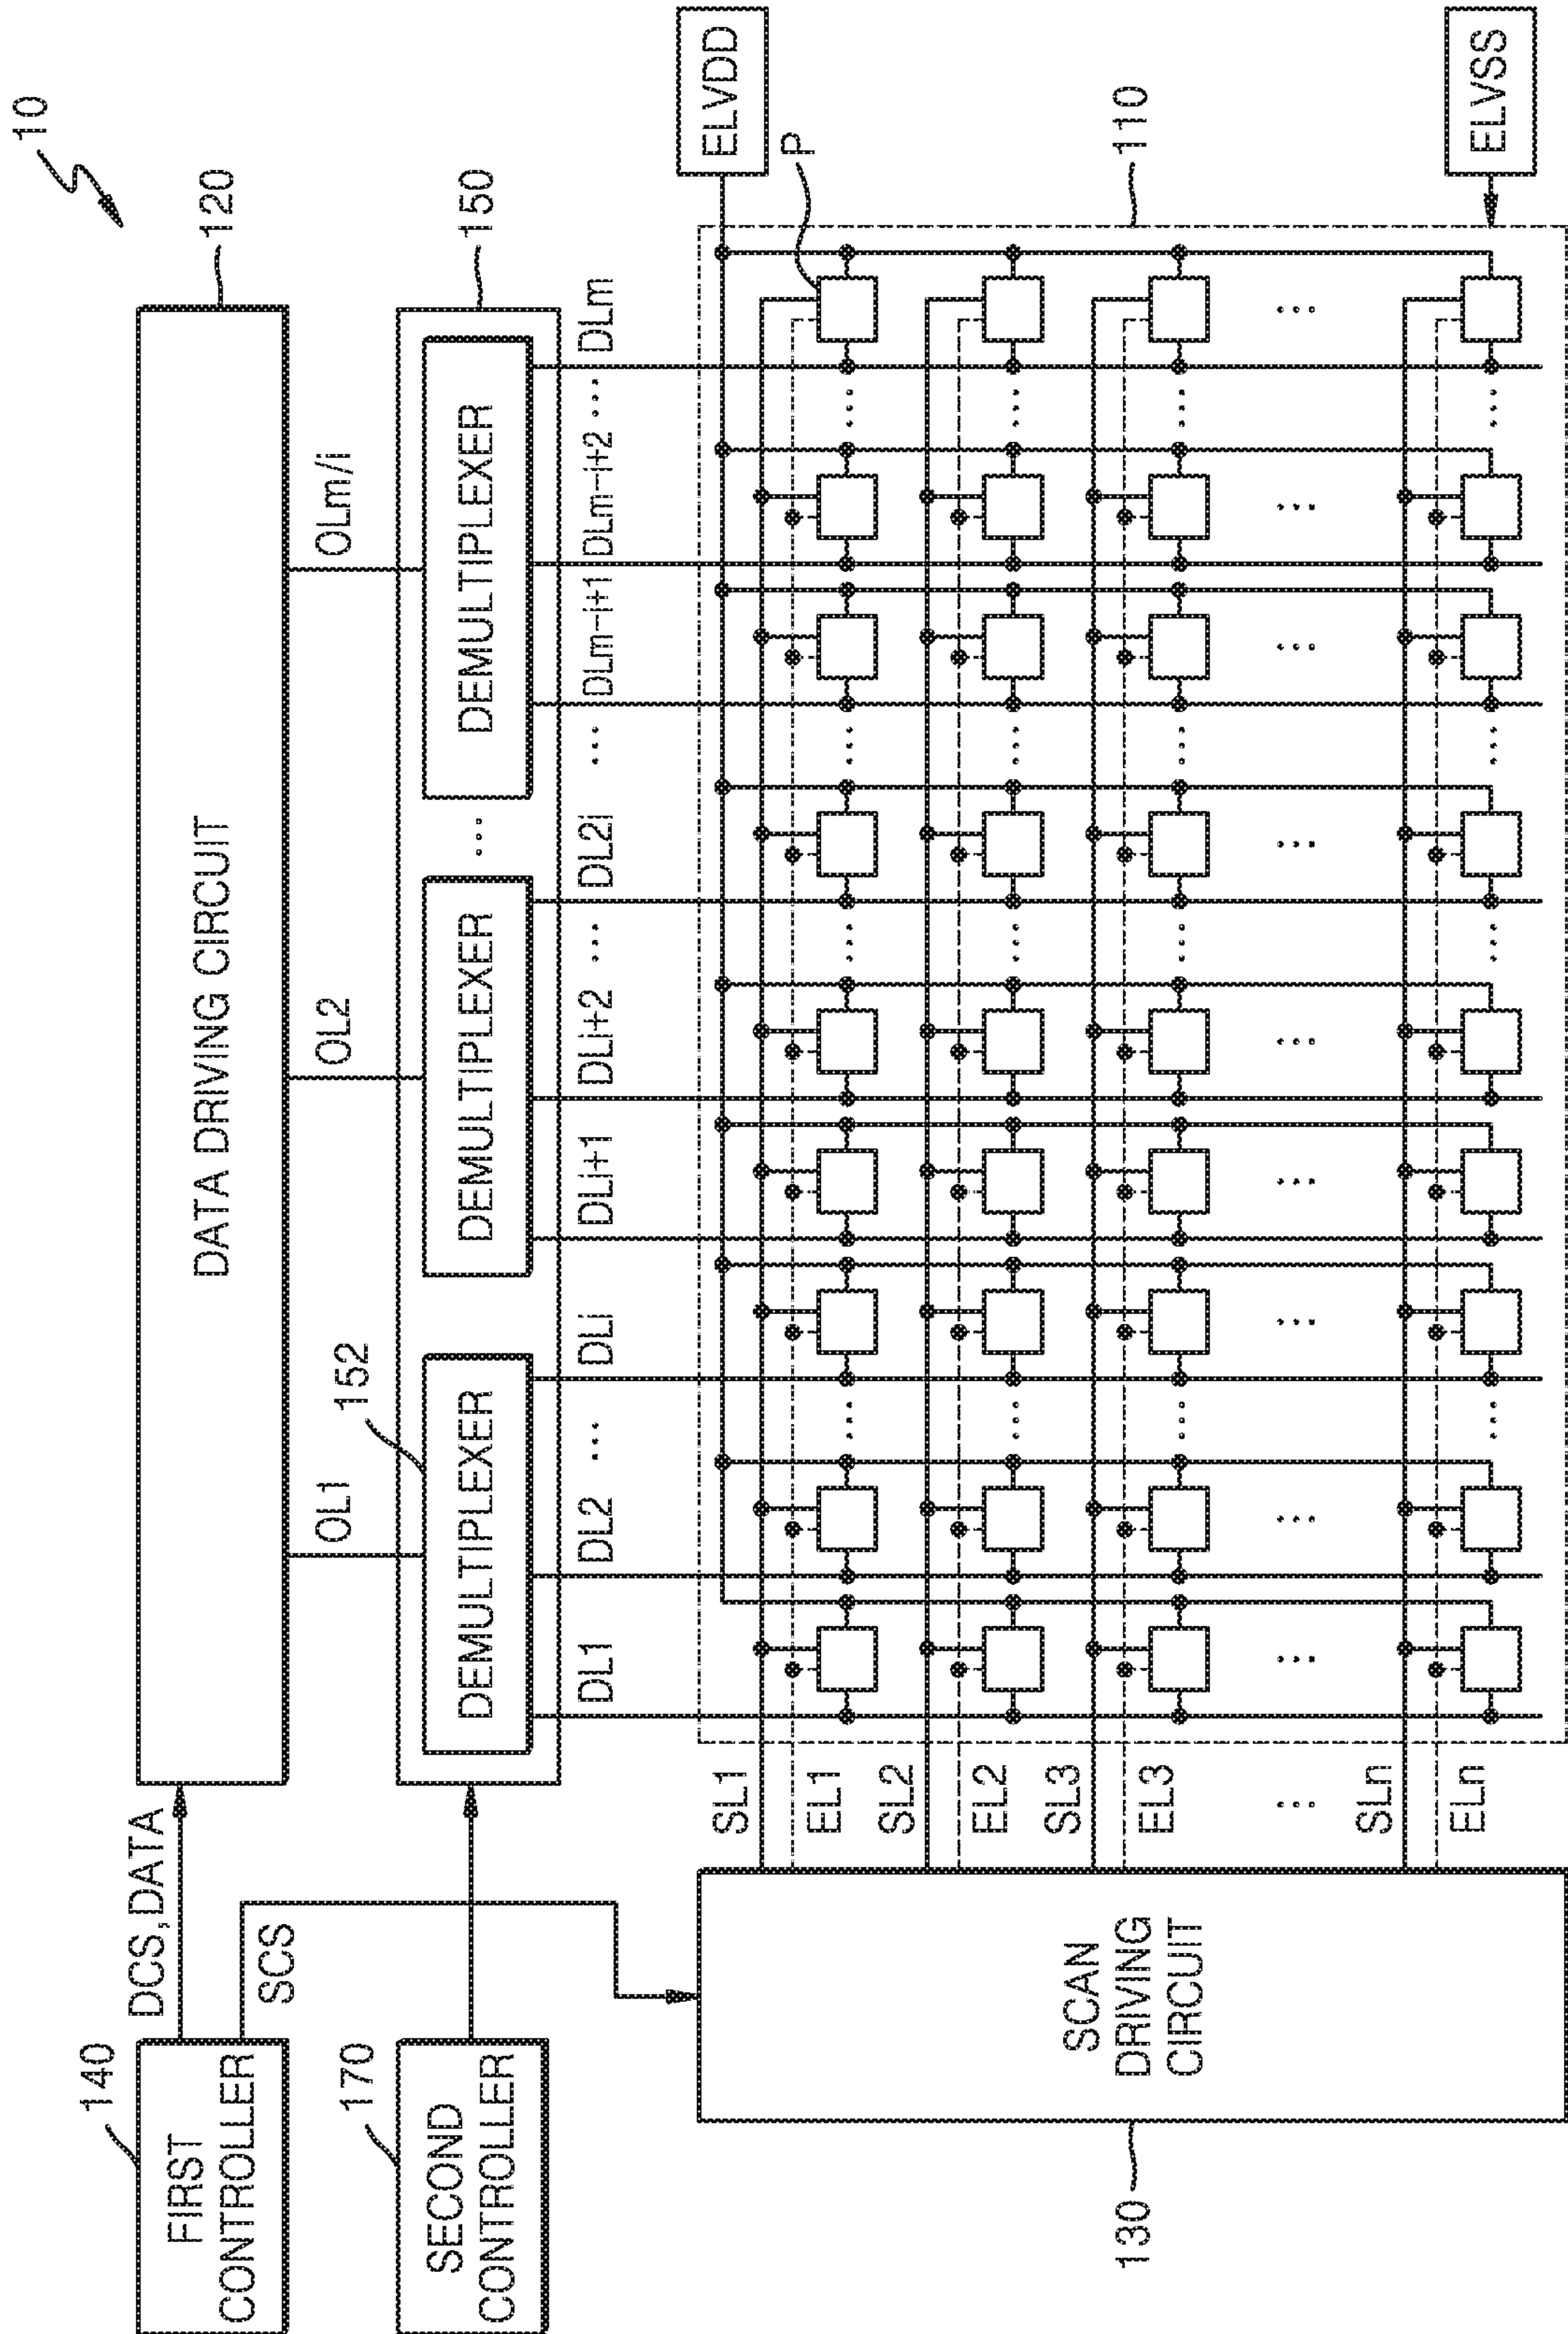 10
140
FIRST
CONTROLLER
DCS,DATA
SCS
DATA DRIVING CIRCUIT
120
170
SECOND
CONTROLLER
OL1
OL2
OLm/i
152
150
DEMULTIPLEXER
DEMULTIPLEXER
...
DEMULTIPLEXER
DL1
DL2
...
DLi
DLi+1
DLi+2
...
DL2i
...
DLm-i+1
DLm-i+2
...
DLm
ELVDD
P
110
ELVSS
SL1
EL1
SL2
EL2
SL3
EL3
...
SLn
ELn
SCAN
DRIVING
CIRCUIT
130